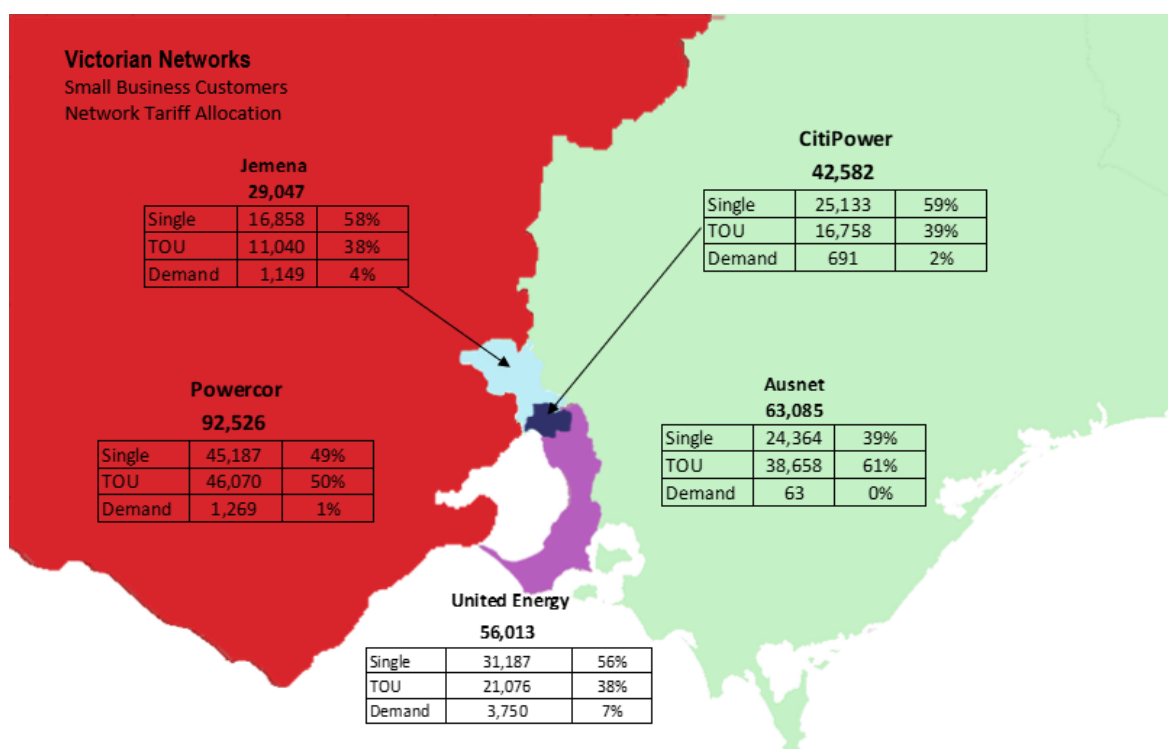 Victorian Networks
Small Business Customers
Network Tariff Allocation
Jemena
29,047
Single 16,858 58%
TOU 11,040 38%
Demand 1,149 4%
CitiPower
42,582
Single 25,133 59%
TOU 16,758 39%
Demand 691 2%
Powercor
92,526
Single 45,187 49%
TOU 46,070 50%
Demand 1,269 1%
Ausnet
63,085
Single 24,364 39%
TOU 38,658 61%
Demand 63 0%
United Energy
56,013
Single 31,187 56%
TOU 21,076 38%
Demand 3,750 7%